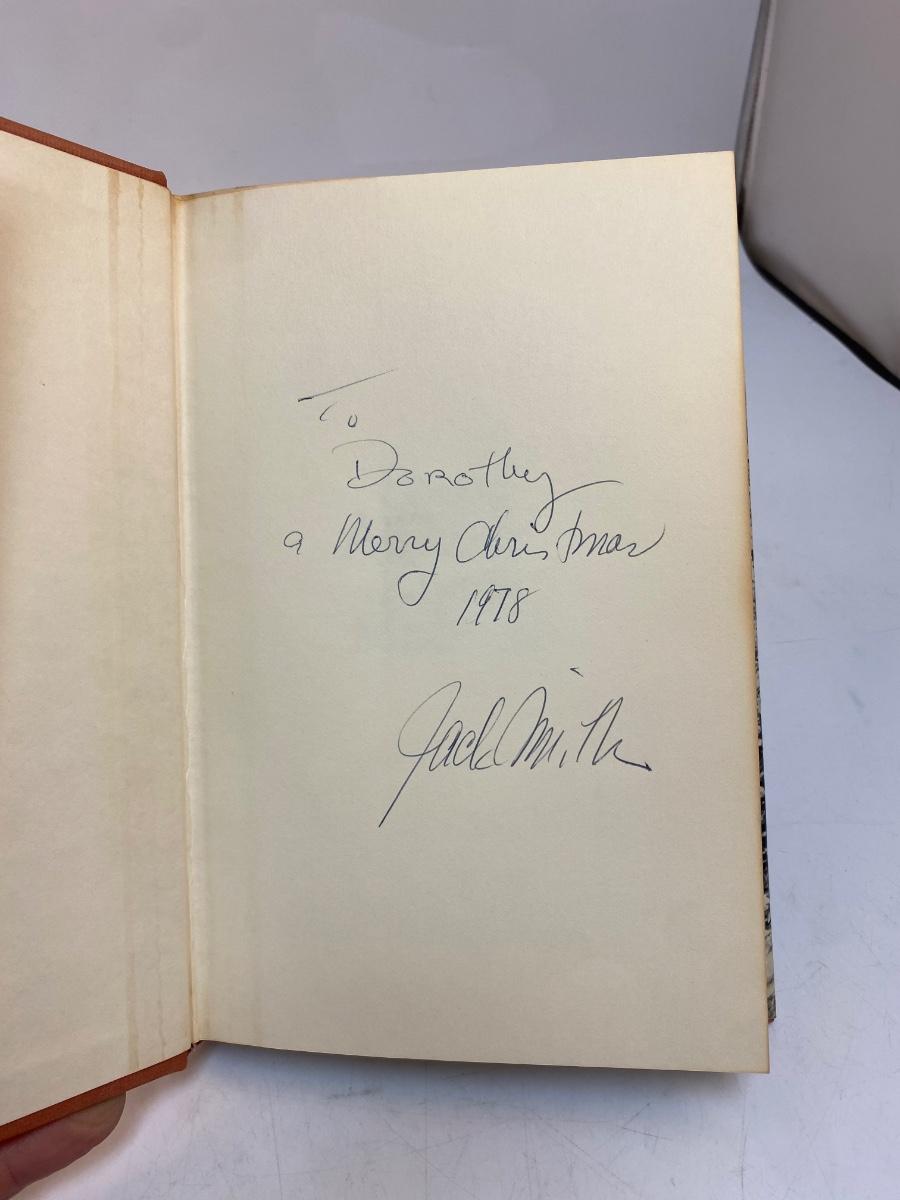 To
Dorothy
a Merry Christmas
1978
Jack Smith